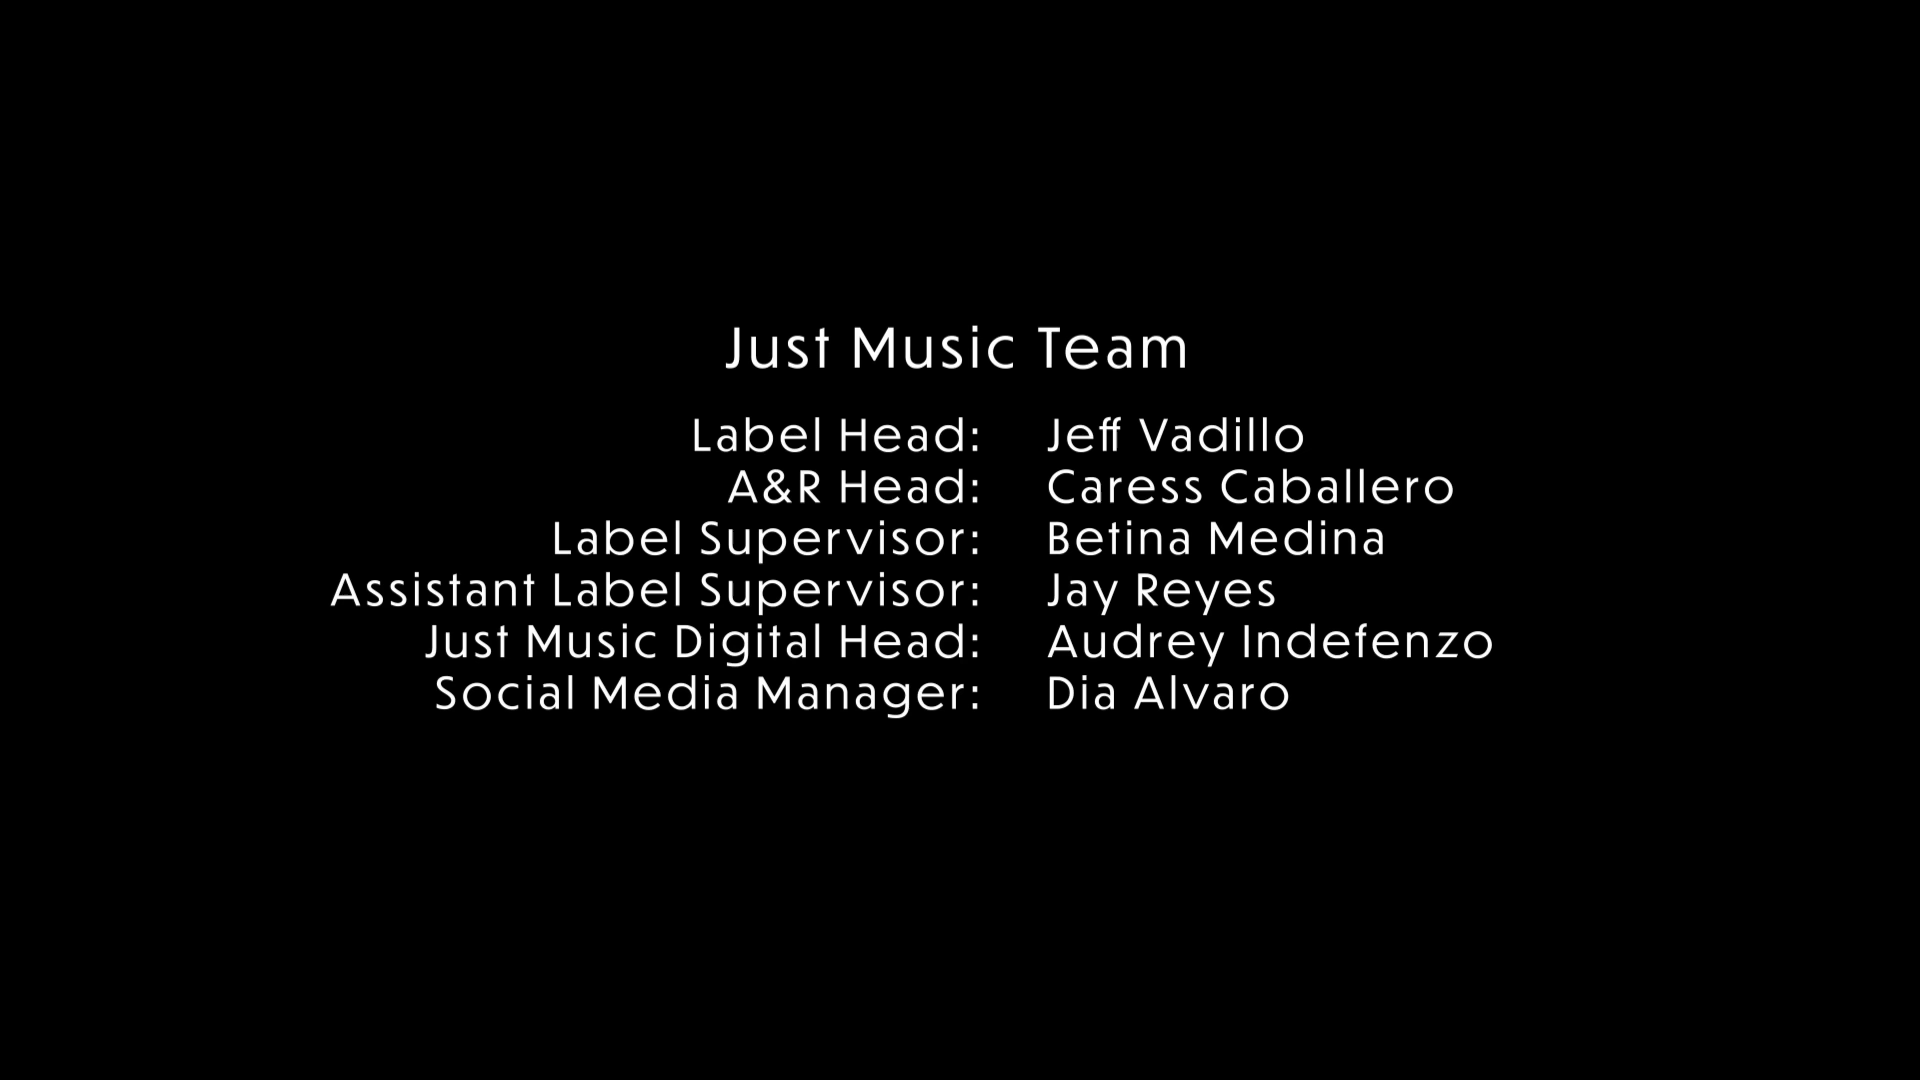 Just Music Team
Label Head: Jeff Vadillo
A&R Head: Caress Caballero
Label Supervisor: Betina Medina
Assistant Label Supervisor: Jay Reyes
Just Music Digital Head: Audrey Indefenzo
Social Media Manager: Dia Alvaro